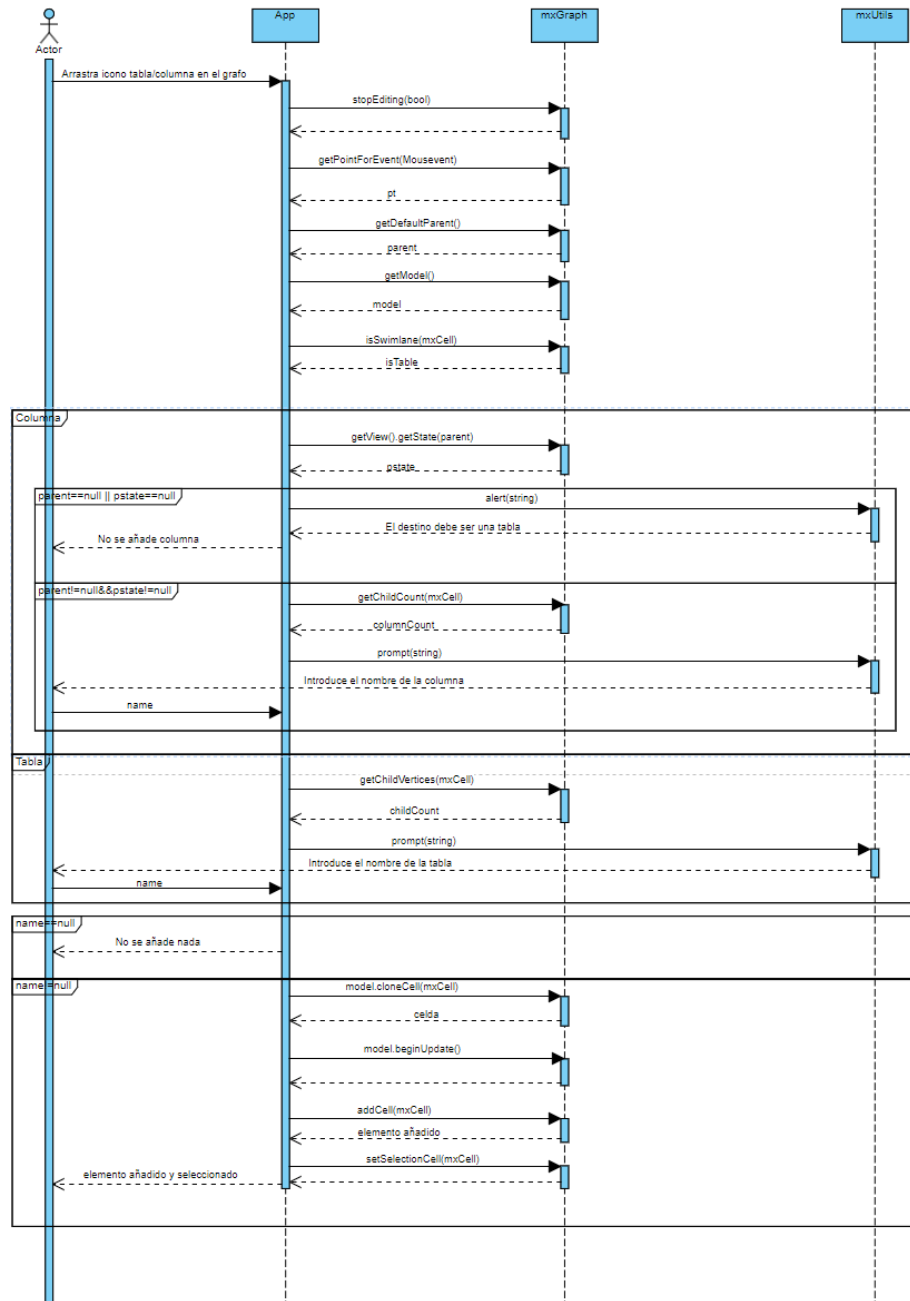 App
mxGraph
mxUtils
Actor
Arrastra icono tabla/columna en el grafo
stopEditing(bool)
getPointForEvent(Mousevent)
pt
getDefaultParent()
parent
getModel()
model
isSwimlane(mxCell)
isTable
Columna
getView().getState(parent)
pstate
parent==null || pstate==null
alert(string)
El destino debe ser una tabla
No se añade columna
parent!=null&&pstate!=null
getChildCount(mxCell)
columnCount
prompt(string)
Introduce el nombre de la columna
name
Tabla
getChildVertices(mxCell)
childCount
prompt(string)
Introduce el nombre de la tabla
name
name==null
No se añade nada
name!=null
model.cloneCell(mxCell)
celda
model.beginUpdate()
addCell(mxCell)
elemento añadido
setSelectionCell(mxCell)
elemento añadido y seleccionado